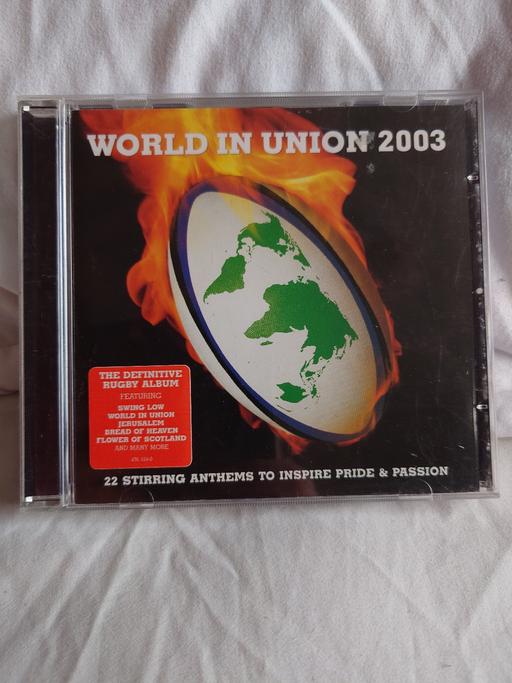 WORLD IN UNION 2003
THE DEFINITIVE
RUGBY ALBUM
FEATURING
SWING LOW
WORLD IN UNION
JERUSALEM
BREAD OF HEAVEN
FLOWER OF SCOTLAND
AND MANY MORE
22 STIRRING ANTHEMS TO INSPIRE PRIDE & PASSION